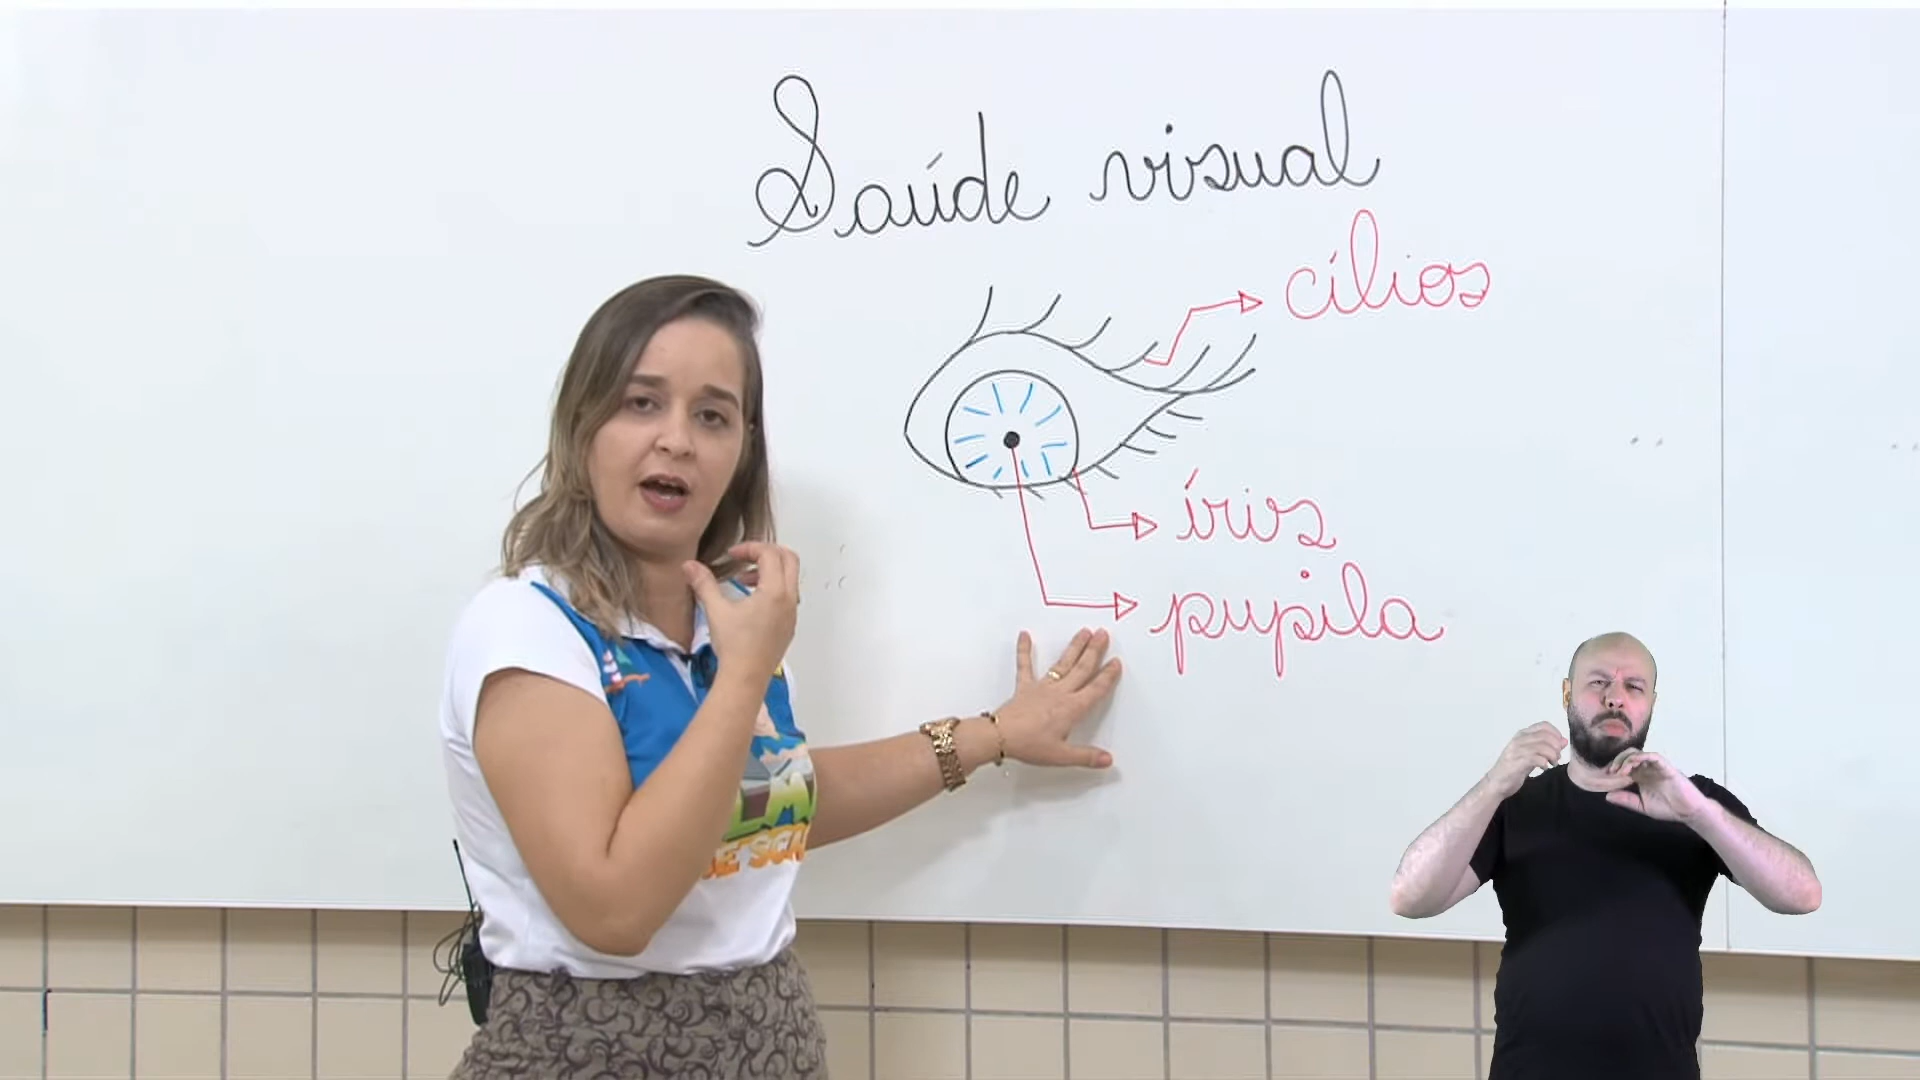 Saúde visual
cílios
íris
pupila